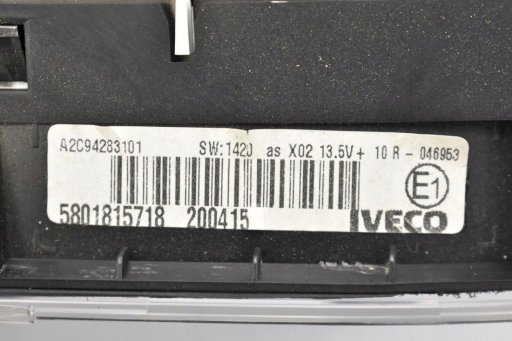 A2C94283101 SW:1420 as X02 13.5V+ 10 R - 046953
E1
5801815718 200415 IVECO